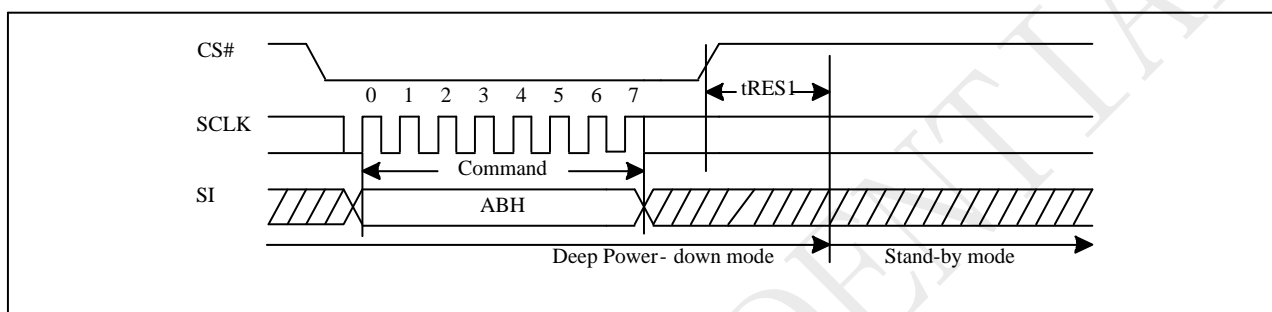 CS#
tRES1
0 1 2 3 4 5 6 7
SCLK
Command
SI
ABH
Deep Power- down mode
Stand-by mode